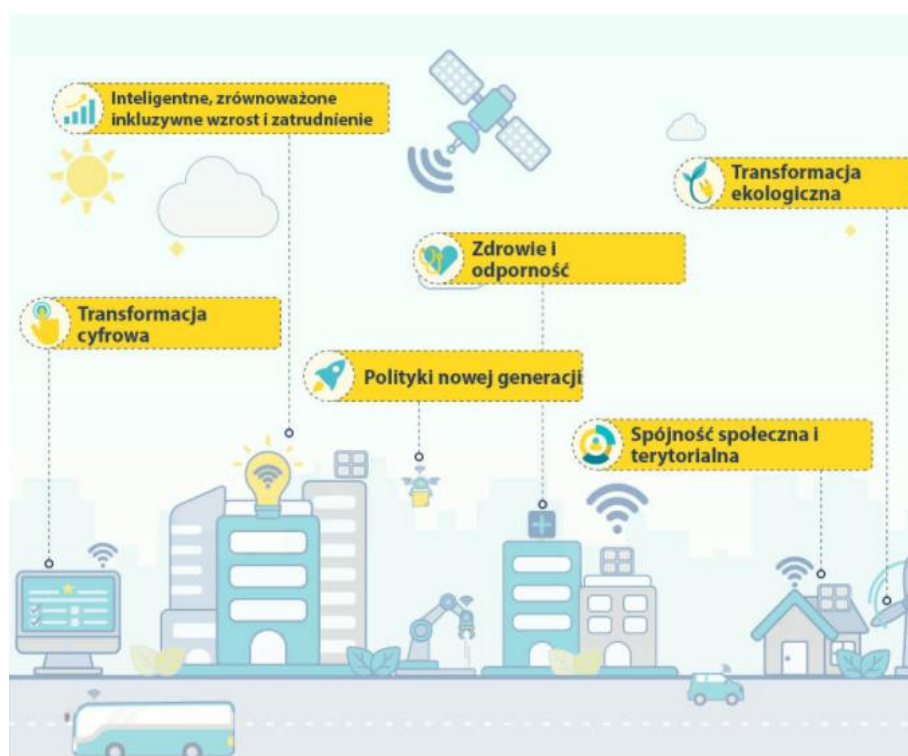 Inteligentne, zrównoważone
inkluzywne wzrost i zatrudnienie
Transformacja
ekologiczna
Zdrowie i
odporność
Transformacja
cyfrowa
Polityki nowej generacji
Spójność społeczna i
terytorialna